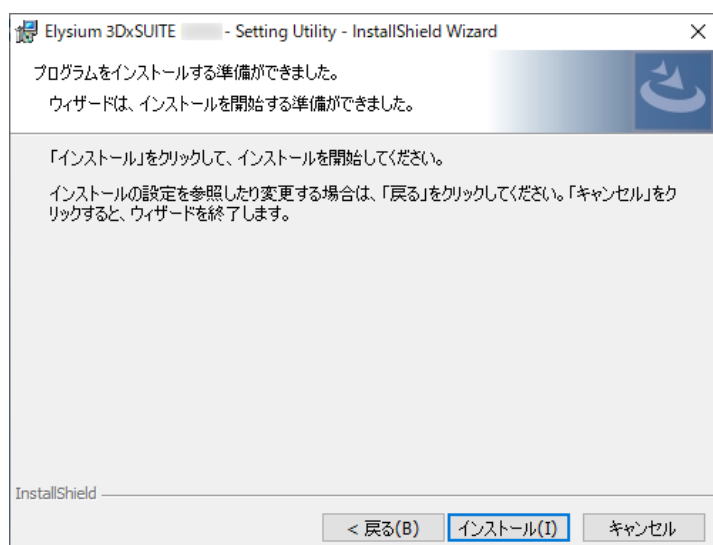 Elysium 3DxSUITE - Setting Utility - InstallShield Wizard
プログラムをインストールする準備ができました。
ウィザードは、インストールを開始する準備ができました。
「インストール」をクリックして、インストールを開始してください。
インストールの設定を参照したり変更する場合は、「戻る」をクリックしてください。「キャンセル」をク
リックすると、ウィザードを終了します。
InstallShield
< 戻る(B)
インストール(I)
キャンセル